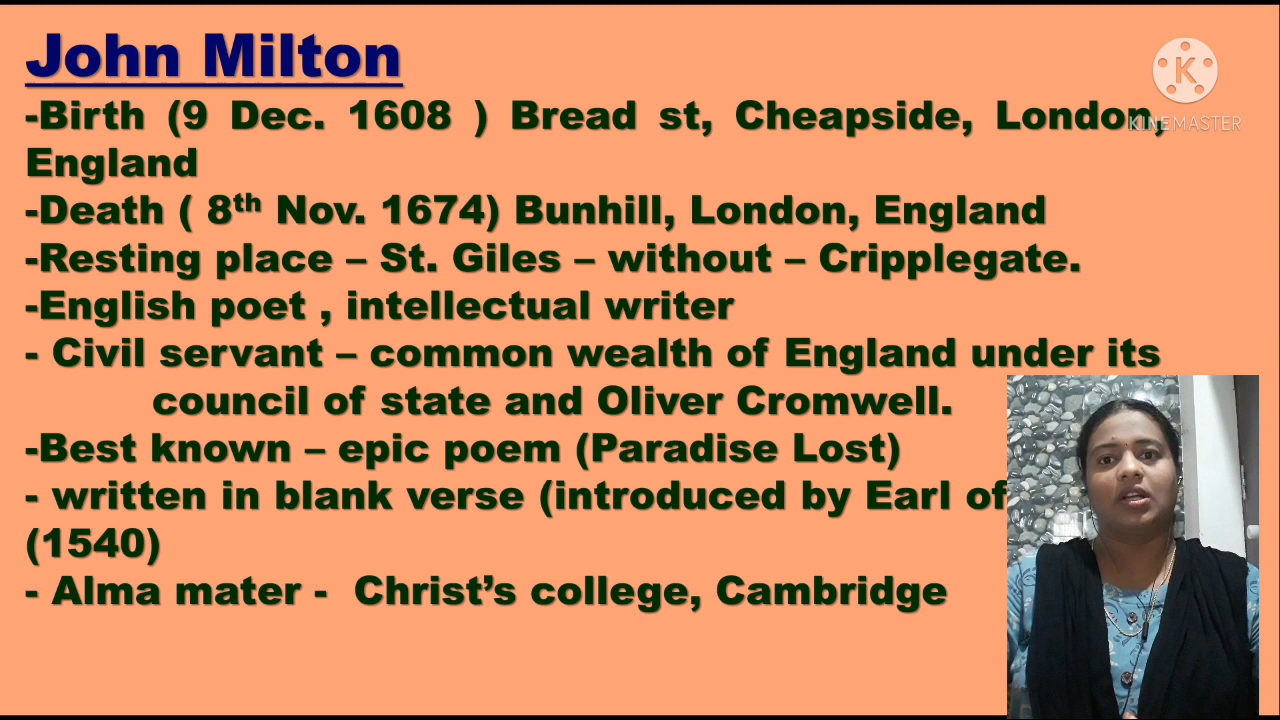 John Milton
-Birth (9 Dec. 1608 ) Bread st, Cheapside, London,
England
-Death ( 8th Nov. 1674) Bunhill, London, England
-Resting place – St. Giles – without – Cripplegate.
-English poet , intellectual writer
- Civil servant – common wealth of England under its
council of state and Oliver Cromwell.
-Best known – epic poem (Paradise Lost)
- written in blank verse (introduced by Earl of
(1540)
- Alma mater - Christ’s college, Cambridge
K
KINEMASTER